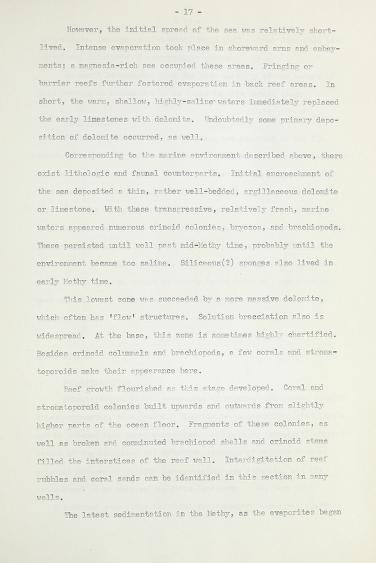 - 17 -
However, the initial spread of the sea was relatively short-
lived. Intense evaporation took place in shoreward arms and embay-
ments; a magnesia-rich sea occupied these areas. Fringing or
barrier reefs further fostered evaporation in back reef areas. In
short, the warm, shallow, highly-saline waters immediately replaced
the early limestones with dolomite. Undoubtedly some primary depo-
sition of dolomite occurred, as well.
Corresponding to the marine environment described above, there
exist lithologic and faunal counterparts. Initial encroachment of
the sea deposited a thin, rather well-bedded, argillaceous dolomite
or limestone. With these transgressive, relatively fresh, marine
waters appeared numerous crinoid colonies, bryozoa, and brachiopods.
These persisted until well past mid-Methy time, probably until the
environment became too saline. Siliceous(?) sponges also lived in
early Methy time.
This lowest zone was succeeded by a more massive dolomite,
which often has 'flow' structures. Solution brecciation also is
widespread. At the base, this zone is sometimes highly chertified.
Besides crinoid columnals and brachiopods, a few corals and stroma-
toporoids make their appearance here.
Reef growth flourished as this stage developed. Coral and
stromatoporoid colonies built upwards and outwards from slightly
higher parts of the ocean floor. Fragments of these colonies, as
well as broken and comminuted brachiopod shells and crinoid stems
filled the interstices of the reef well. Interdigitation of reef
rubbles and coral sands can be identified in this section in many
wells.
The latest sedimentation in the Methy, as the evaporites began